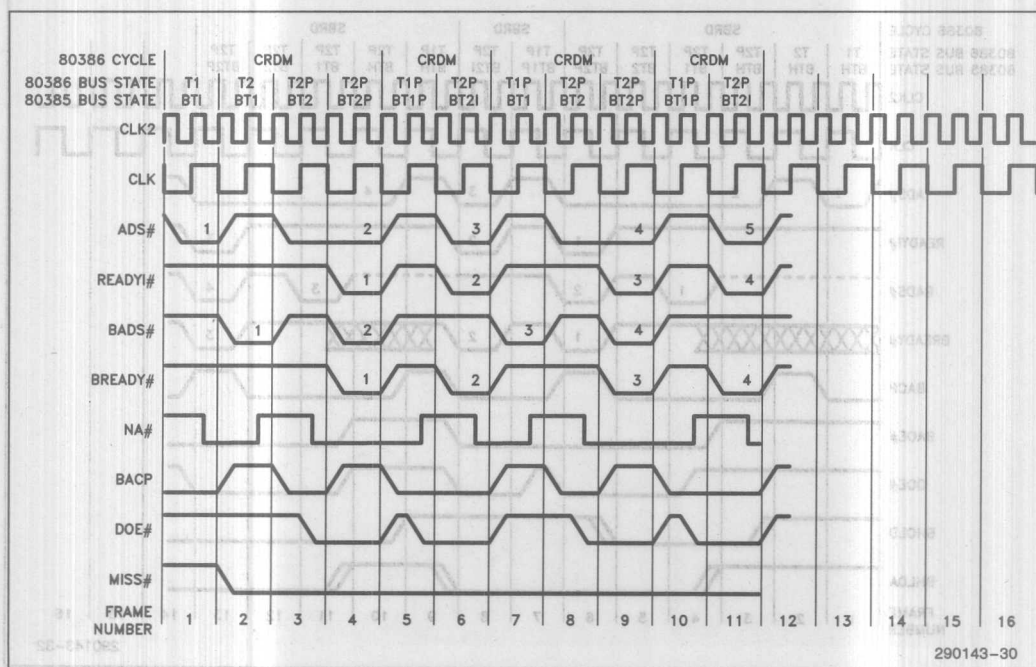 80386 CYCLE CRDM CRDM CRDM CRDM
80386 BUS STATE T1 T2 T2P T2P T1P T2P T1P T2P T2P T1P T2P
80385 BUS STATE BTI BT1 BT2 BT2P BT1P BT2I BT1 BT2 BT2P BT1P BT2I
CLK2
CLK
ADS# 1 2 3 4 5
READYI# 1 2 3 4
BADS# 1 2 3 4
BREADY# 1 2 3 4
NA#
BACP
DOE#
MISS#
FRAME
NUMBER 1 2 3 4 5 6 7 8 9 10 11 12 13 14 15 16
290143-30